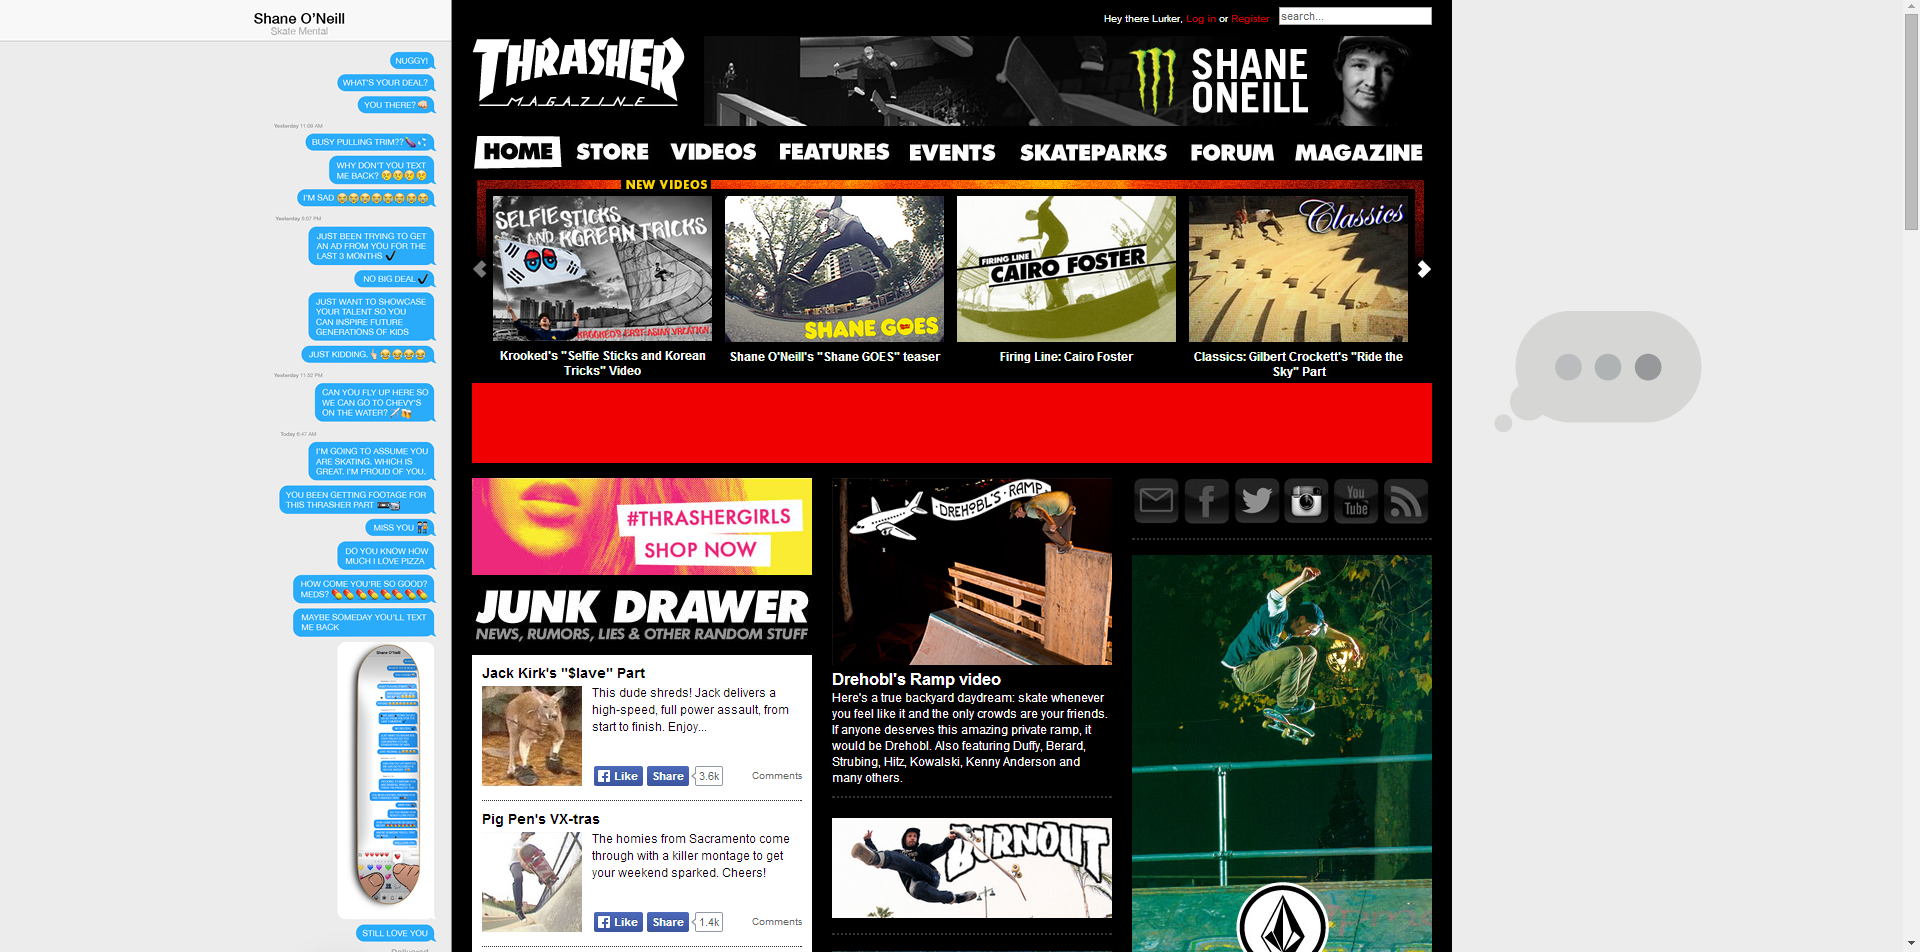 Shane O'Neill
Skate Mental
NUGGY!
WHAT'S YOUR DEAL?
YOU THERE?
Yesterday 11:09 AM
BUSY PULLING TRIM??
WHY DON'T YOU TEXT
ME BACK?
I'M SAD
Yesterday 5:07 PM
JUST BEEN TRYING TO GET
AN AD FROM YOU FOR THE
LAST 3 MONTHS
NO BIG DEAL
JUST WANT TO SHOWCASE
YOUR TALENT SO YOU
CAN INSPIRE FUTURE
GENERATIONS OF KIDS
JUST KIDDING.
Yesterday 11:32 PM
CAN YOU FLY UP HERE SO
WE CAN GO TO CHEVY'S
ON THE WATER?
Today 9:47 AM
I'M GOING TO ASSUME YOU
ARE SKATING. WHICH IS
GREAT. I'M PROUD OF YOU.
YOU BEEN GETTING FOOTAGE FOR
THIS THRASHER PART
MISS YOU
DO YOU KNOW HOW
MUCH I LOVE PIZZA
HOW COME YOU'RE SO GOOD?
MEDS?
MAYBE SOMEDAY YOU'LL TEXT
ME BACK
Shane O'Neill
STILL LOVE YOU
Delivered
Hey there Lurker, Log in or Register
search...
THRASHER
MAGAZINE
SHANE
ONEILL
HOME STORE VIDEOS FEATURES EVENTS SKATEPARKS FORUM MAGAZINE
NEW VIDEOS
SELFIE STICKS
AND KOREAN TRICKS
KROOKED'S EAST ASIAN VACATION
Krooked's "Selfie Sticks and Korean
Tricks" Video
SHANE GOES
Shane O'Neill's "Shane GOES" teaser
FIRING LINE:
CAIRO FOSTER
Firing Line: Cairo Foster
Classics
Classics: Gilbert Crockett's "Ride the
Sky" Part
#THRASHERGIRLS
SHOP NOW
JUNK DRAWER
NEWS, RUMORS, LIES & OTHER RANDOM STUFF
Jack Kirk's "$lave" Part
This dude shreds! Jack delivers a
high-speed, full power assault, from
start to finish. Enjoy...
Like Share 3.6k Comments
Pig Pen's VX-tras
The homies from Sacramento come
through with a killer montage to get
your weekend sparked. Cheers!
Like Share 1.4k Comments
DREHOBL'S RAMP
Drehobl's Ramp video
Here's a true backyard daydream: skate whenever
you feel like it and the only crowds are your friends.
If anyone deserves this amazing private ramp, it
would be Drehobl. Also featuring Duffy, Berard,
Strubing, Hitz, Kowalski, Kenny Anderson and
many others.
BURNOUT
You
Tube